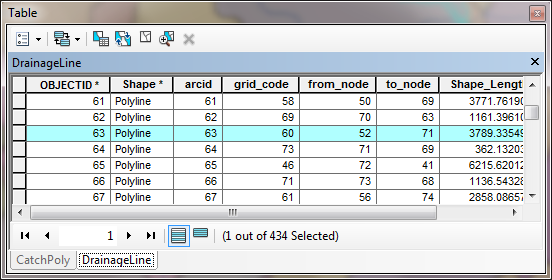 Table
DrainageLine
OBJECTID * Shape * arcid grid_code from_node to_node Shape_Length
61 Polyline 61 58 50 69 3771.76190
62 Polyline 62 69 70 63 1161.39610
63 Polyline 63 60 52 71 3789.33549
64 Polyline 64 73 71 69 362.13203
65 Polyline 65 46 72 41 6215.62012
66 Polyline 66 71 73 68 1136.54328
67 Polyline 67 61 56 74 2858.08657
1 (1 out of 434 Selected)
CatchPoly DrainageLine